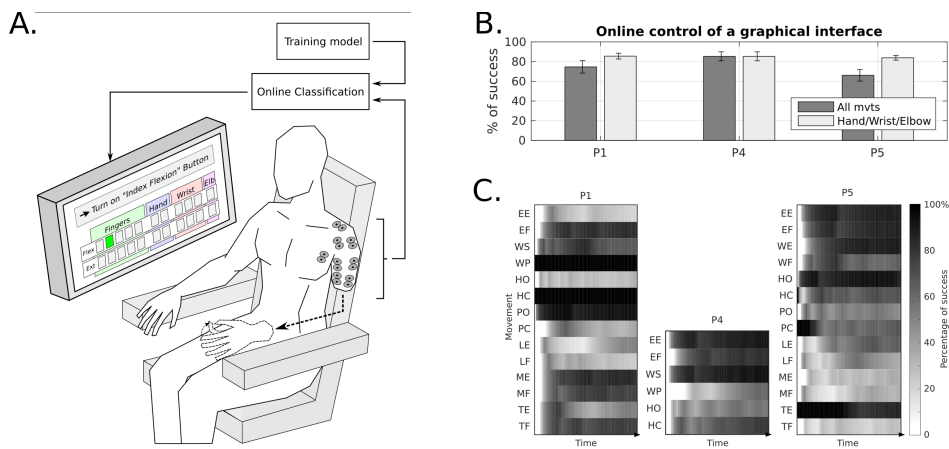 A.
Training model
Online Classification
→ Turn on "Index Flexion" Button
Fingers
Hand
Wrist
Elb
Flex
Ext
B.
Online control of a graphical interface
% of success
100
80
60
40
20
0
All mvts
Hand/Wrist/Elbow
P1
P4
P5
C.
P1
Movement
EE
EF
WS
WP
HO
HC
PO
PC
LE
LF
ME
MF
TE
TF
Time
P4
EE
EF
WS
WP
HO
HC
Time
P5
EE
EF
WE
WF
HO
HC
PO
PC
LE
LF
ME
MF
TE
TF
Time
100%
80
60
40
20
0
Percentage of success